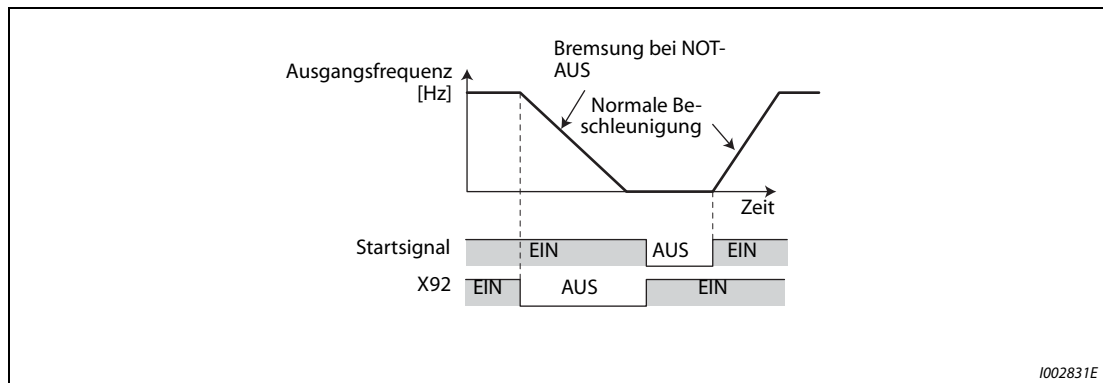 Bremsung bei NOT-
AUS
Ausgangsfrequenz
[Hz]
Normale Be-
schleunigung
Zeit
Startsignal EIN AUS EIN
X92 EIN AUS EIN
I002831E